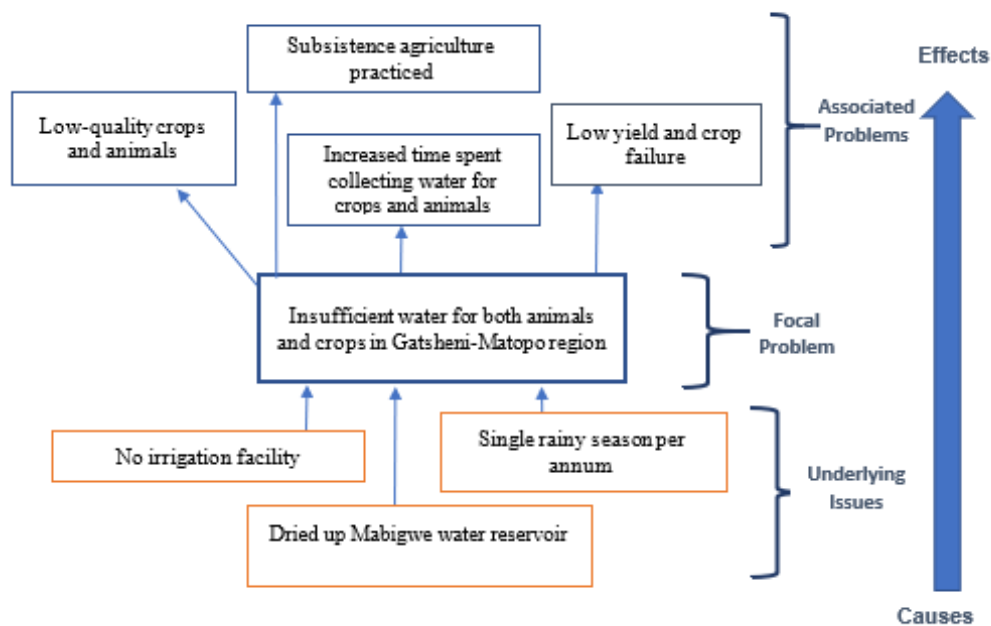 Subsistence agriculture
practiced
Effects
Low-quality crops
and animals
Increased time spent
collecting water for
crops and animals
Low yield and crop
failure
Associated
Problems
Insufficient water for both animals
and crops in Gatsheni-Matopo region
Focal
Problem
No irrigation facility
Single rainy season per
annum
Dried up Mabigwe water reservoir
Underlying
Issues
Causes